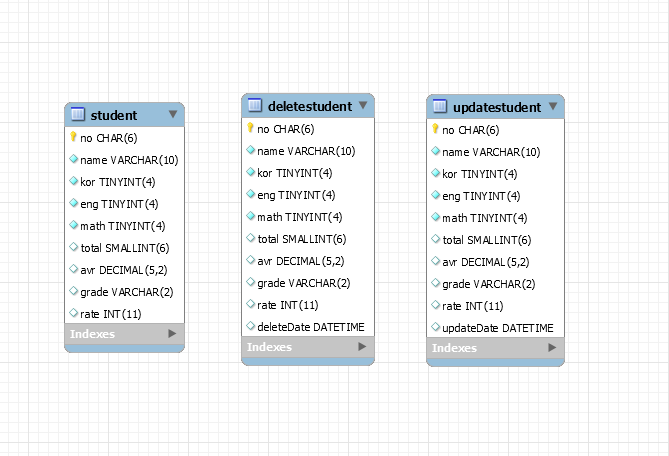 student
no CHAR(6)
name VARCHAR(10)
kor TINYINT(4)
eng TINYINT(4)
math TINYINT(4)
total SMALLINT(6)
avr DECIMAL(5,2)
grade VARCHAR(2)
rate INT(11)
Indexes
deletestudent
no CHAR(6)
name VARCHAR(10)
kor TINYINT(4)
eng TINYINT(4)
math TINYINT(4)
total SMALLINT(6)
avr DECIMAL(5,2)
grade VARCHAR(2)
rate INT(11)
deleteDate DATETIME
Indexes
updatestudent
no CHAR(6)
name VARCHAR(10)
kor TINYINT(4)
eng TINYINT(4)
math TINYINT(4)
total SMALLINT(6)
avr DECIMAL(5,2)
grade VARCHAR(2)
rate INT(11)
updateDate DATETIME
Indexes